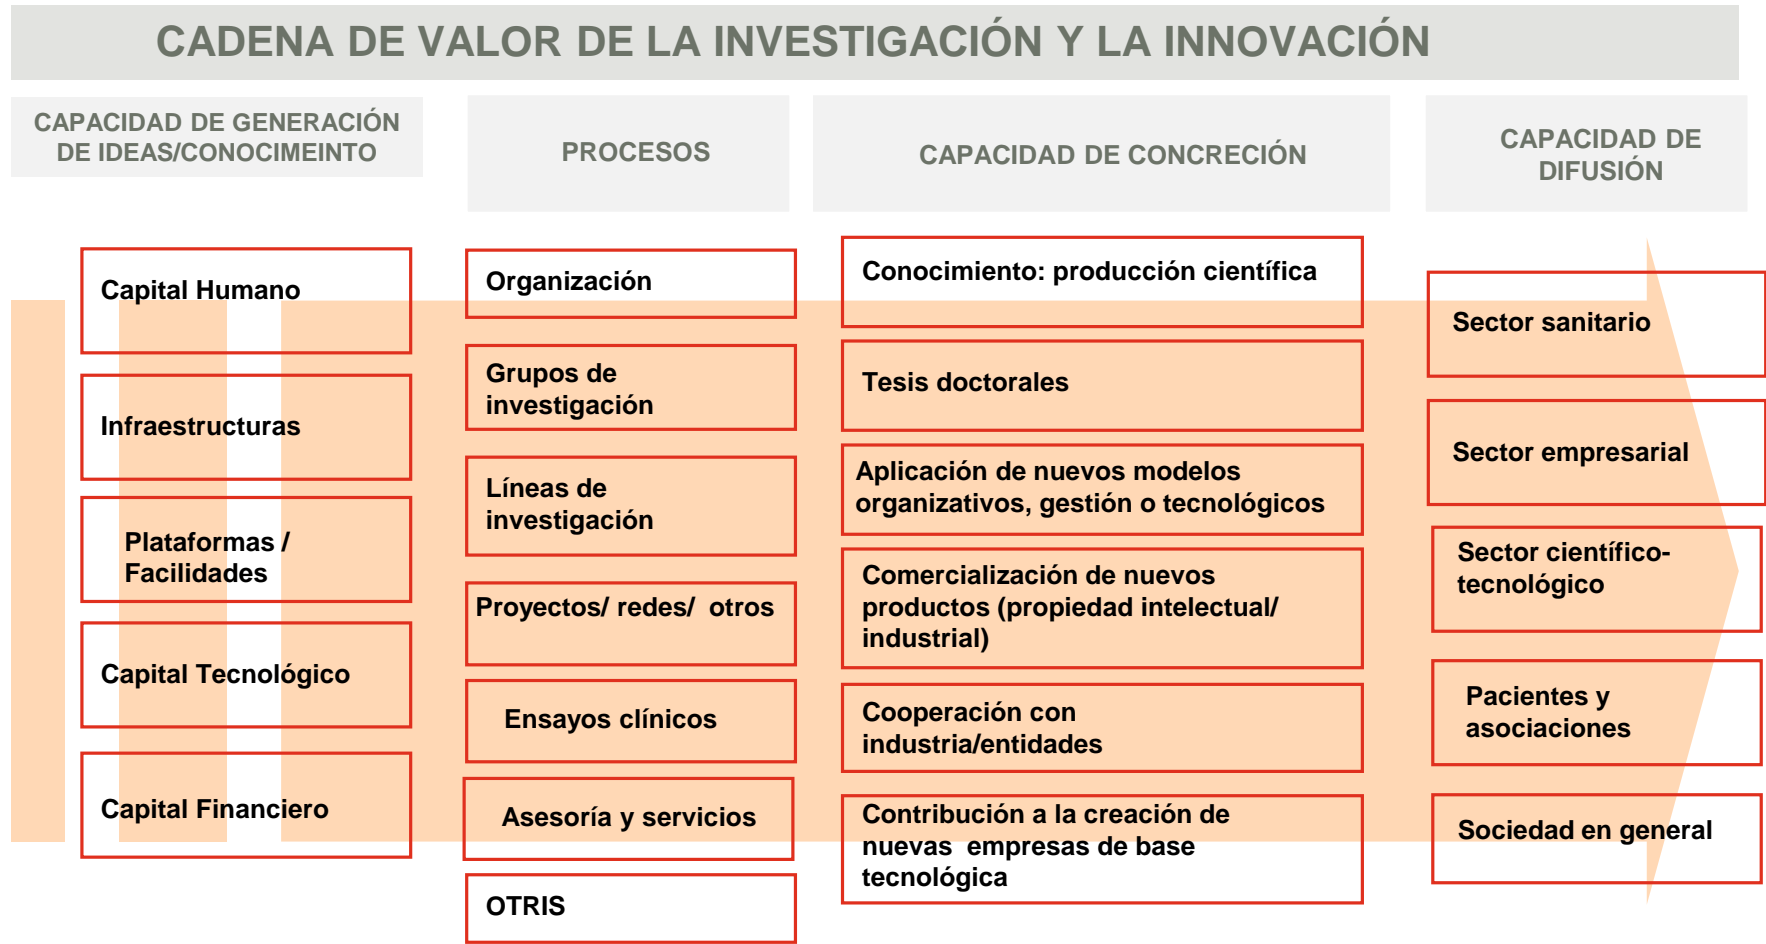 CADENA DE VALOR DE LA INVESTIGACIÓN Y LA INNOVACIÓN
CAPACIDAD DE GENERACIÓN
DE IDEAS/CONOCIMEINTO
Capital Humano
Infraestructuras
Plataformas /
Facilidades
Capital Tecnológico
Capital Financiero
PROCESOS
Organización
Grupos de
investigación
Líneas de
investigación
Proyectos/ redes/ otros
Ensayos clínicos
Asesoría y servicios
OTRIS
CAPACIDAD DE CONCRECIÓN
Conocimiento: producción científica
Tesis doctorales
Aplicación de nuevos modelos
organizativos, gestión o tecnológicos
Comercialización de nuevos
productos (propiedad intelectual/
industrial)
Cooperación con
industria/entidades
Contribución a la creación de
nuevas empresas de base
tecnológica
CAPACIDAD DE
DIFUSIÓN
Sector sanitario
Sector empresarial
Sector científico-
tecnológico
Pacientes y
asociaciones
Sociedad en general